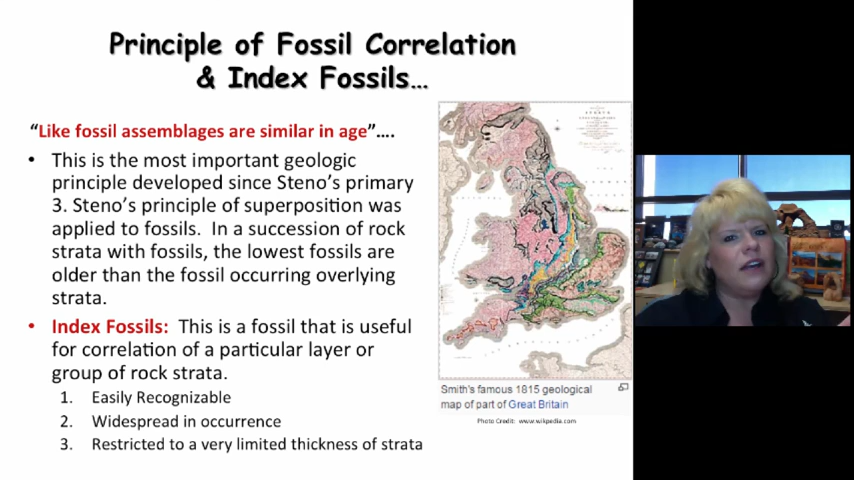 Principle of Fossil Correlation
& Index Fossils…
“Like fossil assemblages are similar in age”….
• This is the most important geologic
principle developed since Steno’s primary
3. Steno’s principle of superposition was
applied to fossils. In a succession of rock
strata with fossils, the lowest fossils are
older than the fossil occurring overlying
strata.
• Index Fossils: This is a fossil that is useful
for correlation of a particular layer or
group of rock strata.
1. Easily Recognizable
2. Widespread in occurrence
3. Restricted to a very limited thickness of strata
Smith's famous 1815 geological
map of part of Great Britain
Photo Credit: www.wikpedia.com